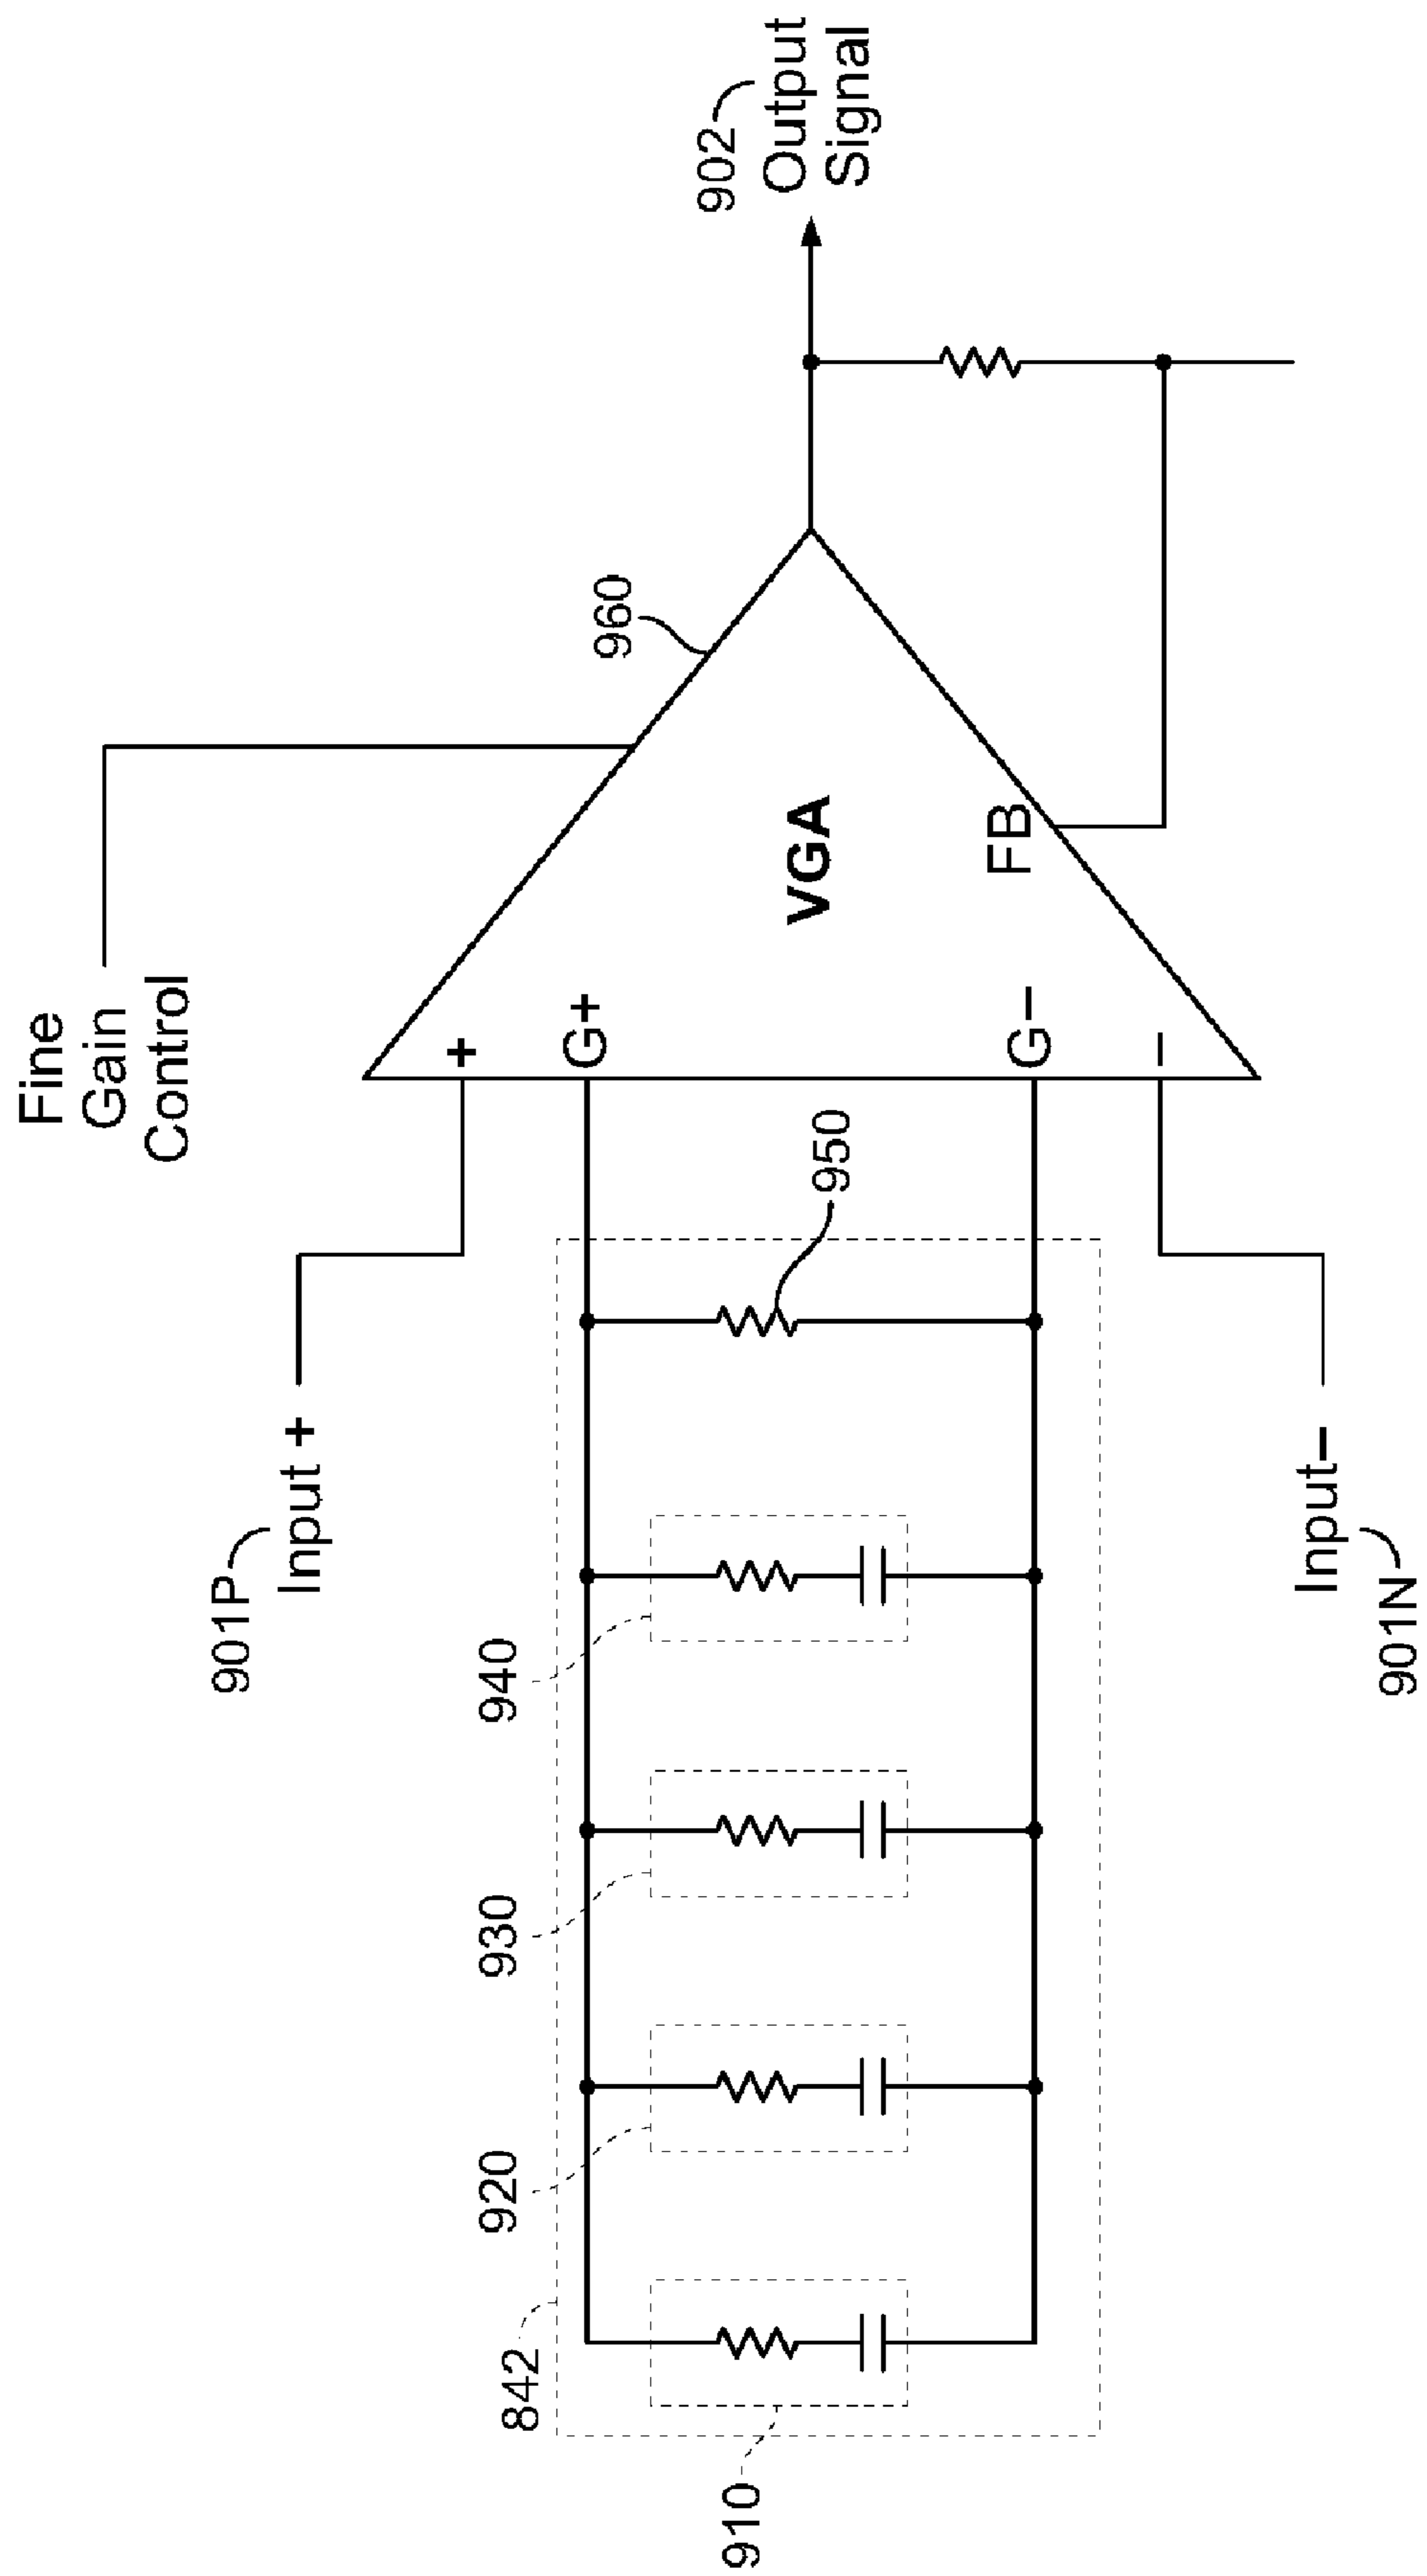 Fine
Gain
Control
901P
Input +
+
G+
960
902
Output
Signal
VGA
FB
G−
−
950
940
930
920
842
910
Input−
901N